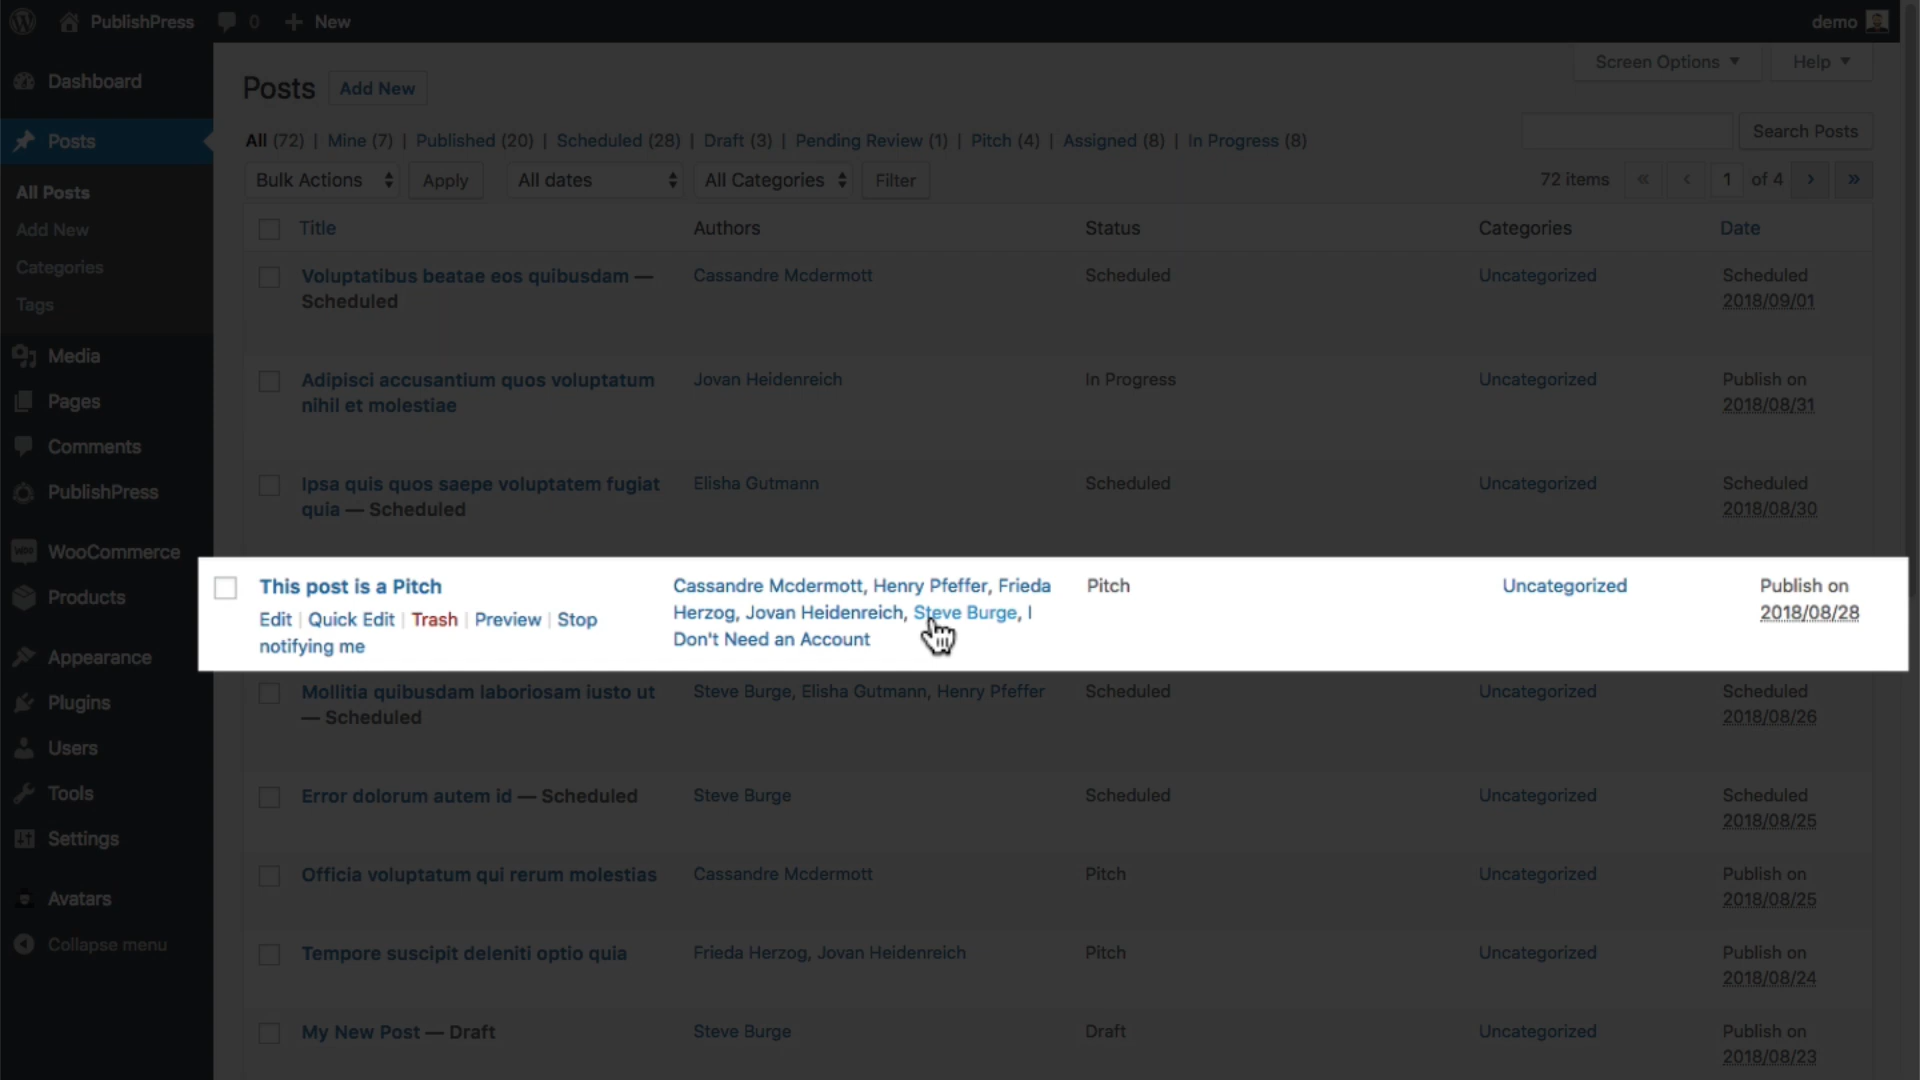 PublishPress 0 New demo
Dashboard
Posts
All Posts
Add New
Categories
Tags
Media
Pages
Comments
PublishPress
WooCommerce
Products
Appearance
Plugins
Users
Tools
Settings
Avatars
Collapse menu
Screen Options Help
Posts Add New
All (72) | Mine (7) | Published (20) | Scheduled (28) | Draft (3) | Pending Review (1) | Pitch (4) | Assigned (8) | In Progress (8)
Search Posts
Bulk Actions Apply All dates All Categories Filter 72 items « ‹ 1 of 4 › »
Title Authors Status Categories Date
Voluptatibus beatae eos quibusdam — Cassandre Mcdermott Scheduled Uncategorized Scheduled
Scheduled 2018/09/01
Adipisci accusantium quos voluptatum Jovan Heidenreich In Progress Uncategorized Publish on
nihil et molestiae 2018/08/31
Ipsa quis quos saepe voluptatem fugiat Elisha Gutmann Scheduled Uncategorized Scheduled
quia — Scheduled 2018/08/30
This post is a Pitch Cassandre Mcdermott, Henry Pfeffer, Frieda Pitch Uncategorized Publish on
Edit | Quick Edit | Trash | Preview | Stop Herzog, Jovan Heidenreich, Steve Burge, I 2018/08/28
notifying me Don't Need an Account
Mollitia quibusdam laboriosam iusto ut Steve Burge, Elisha Gutmann, Henry Pfeffer Scheduled Uncategorized Scheduled
— Scheduled 2018/08/26
Error dolorum autem id — Scheduled Steve Burge Scheduled Uncategorized Scheduled
2018/08/25
Officia voluptatum qui rerum molestias Cassandre Mcdermott Pitch Uncategorized Publish on
2018/08/25
Tempore suscipit deleniti optio quia Frieda Herzog, Jovan Heidenreich Pitch Uncategorized Publish on
2018/08/24
My New Post — Draft Steve Burge Draft Uncategorized Publish on
2018/08/23